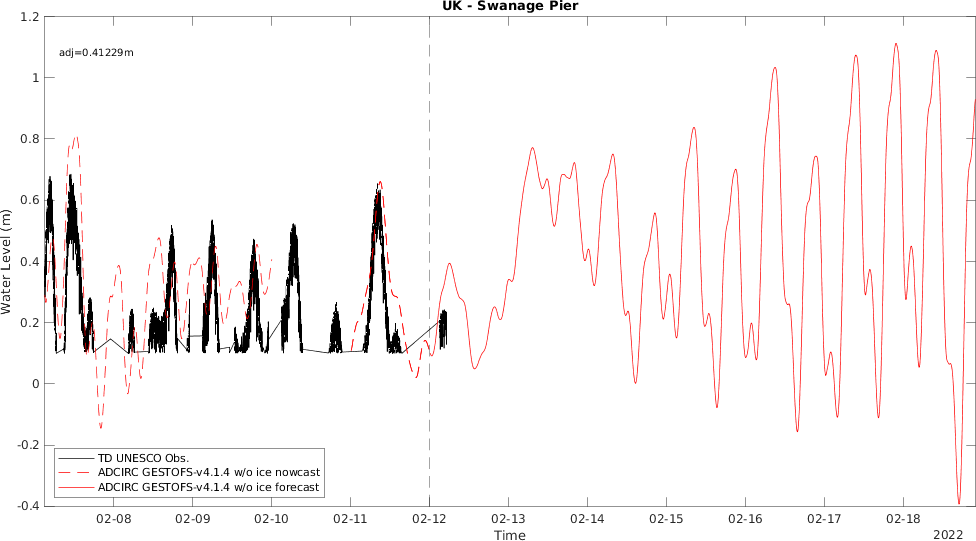 UK - Swanage Pier
adj=0.41229m
1.2
1
0.8
0.6
0.4
0.2
0
-0.2
-0.4
Water Level (m)
TD UNESCO Obs.
ADCIRC GESTOFS-v4.1.4 w/o ice nowcast
ADCIRC GESTOFS-v4.1.4 w/o ice forecast
02-08 02-09 02-10 02-11 02-12 02-13 02-14 02-15 02-16 02-17 02-18
Time
2022